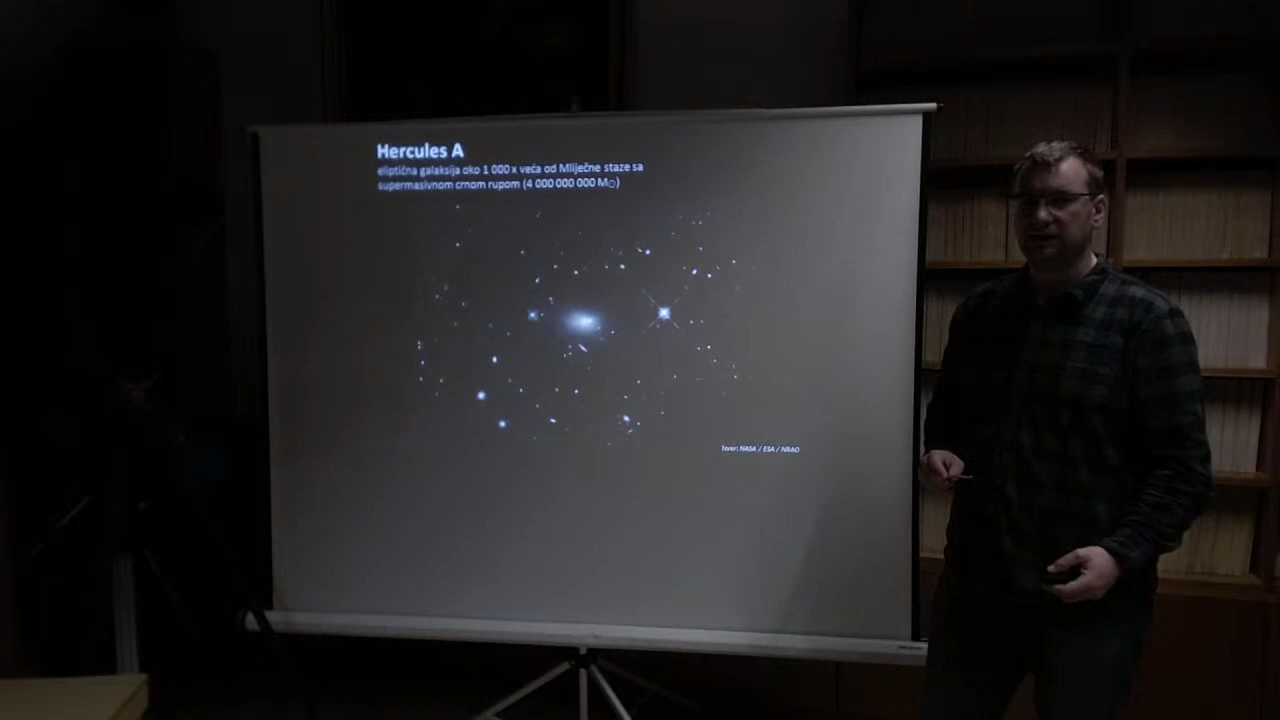 Hercules A
eliptična galaksija oko 1 000 x veća od Mliječne staze sa
supermasivnom crnom rupom (4 000 000 000 M☉)
Izvor: NASA / ESA / NRAO